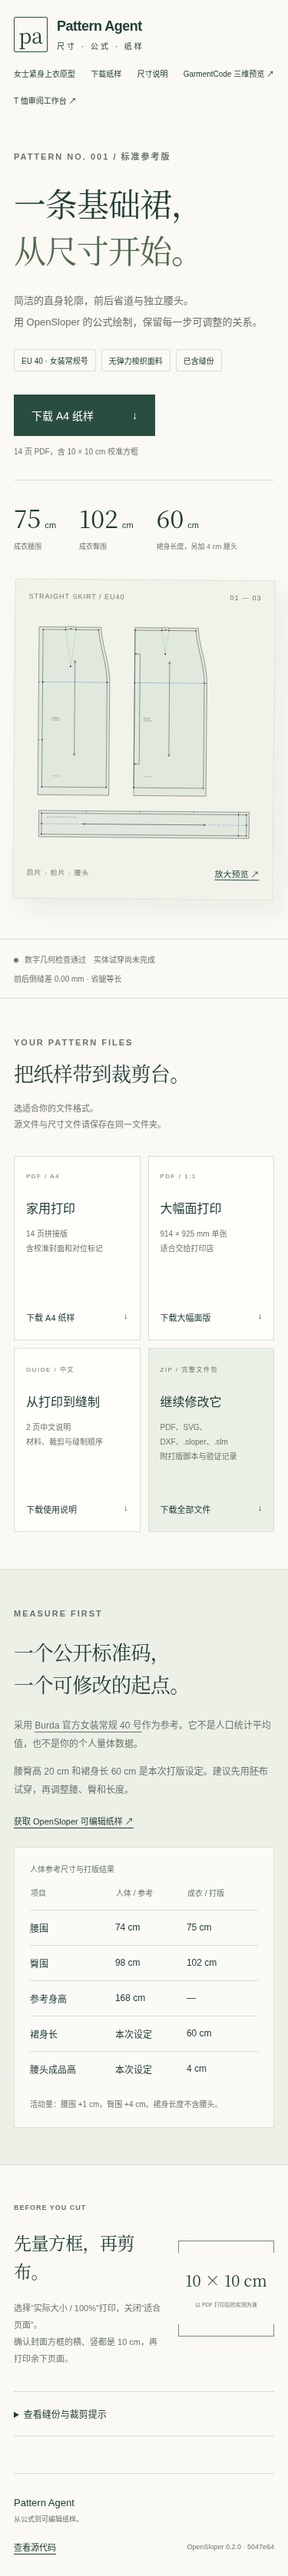 pa
Pattern Agent
尺寸 · 公式 · 纸样
女士紧身上衣原型 下载纸样 尺寸说明 GarmentCode 三维预览 ↗
T 恤审阅工作台 ↗
PATTERN NO. 001 / 标准参考版
一条基础裙，
从尺寸开始。
简洁的直身轮廓，前后省道与独立腰头。
用 OpenSloper 的公式绘制，保留每一步可调整的关系。
EU 40 · 女装常规号 无弹力梭织面料 已含缝份
下载 A4 纸样 ↓
14 页 PDF，含 10 × 10 cm 校准方框
75 cm 102 cm 60 cm
成衣腰围 成衣臀围 裙身长度，另加 4 cm 腰头
STRAIGHT SKIRT / EU40 01 — 03
后片 · 前片 · 腰头 放大预览 ↗
数字几何检查通过 实体试穿尚未完成
前后侧缝差 0.00 mm · 省腿等长
YOUR PATTERN FILES
把纸样带到裁剪台。
选适合你的文件格式。
源文件与尺寸文件请保存在同一文件夹。
PDF / A4
家用打印
14 页拼接版
含校准封面和对位标记
下载 A4 纸样 ↓
PDF / 1:1
大幅面打印
914 × 925 mm 单张
适合交给打印店
下载大幅面版 ↓
GUIDE / 中文
从打印到缝制
2 页中文说明
材料、裁剪与缝制顺序
下载使用说明 ↓
ZIP / 完整文件包
继续修改它
PDF、SVG、
DXF、.sloper、.slm
附打版脚本与验证记录
下载全部文件 ↓
MEASURE FIRST
一个公开标准码，
一个可修改的起点。
采用 Burda 官方女装常规 40 号作为参考。它不是人口统计平均
值，也不是你的个人量体数据。
腰臀高 20 cm 和裙身长 60 cm 是本次打版设定。建议先用胚布
试穿，再调整腰、臀和长度。
获取 OpenSloper 可编辑纸样 ↗
人体参考尺寸与打版结果
项目 人体 / 参考 成衣 / 打版
腰围 74 cm 75 cm
臀围 98 cm 102 cm
参考身高 168 cm —
裙身长 本次设定 60 cm
腰头成品高 本次设定 4 cm
活动量：腰围 +1 cm，臀围 +4 cm。裙身长度不含腰头。
BEFORE YOU CUT
先量方框，再剪
布。
选择“实际大小 / 100%”打印，关闭“适合
页面”。
确认封面方框的横、竖都是 10 cm，再
打印余下页面。
10 × 10 cm
以 PDF 打印后的实测为准
▶ 查看缝份与裁剪提示
Pattern Agent
从公式到可编辑纸样。
查看源代码 OpenSloper 0.2.0 · 5047e64